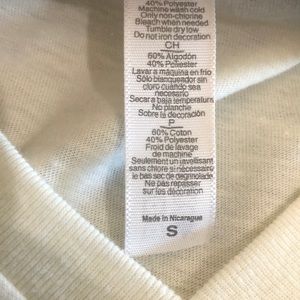 40% Polyester
Machine wash cold
Only non-chlorine
Bleach when needed
Tumble dry low
Do not iron decoration
CH
60% Algodón
40% Poliester
Lavar a máquina en frío
Sólo blanqueador sin
cloro cuando sea
necesario
Secar a baja temperatura
No planche
Sobre la decoración
P
60% Coton
40% Polyester
Froid de lavage
de machine
Seulement un javellisant
sans chlore si nécessaire
le bas sec de degringolade
Ne pas repasser
sur les décoration
Made in Nicaragua
S